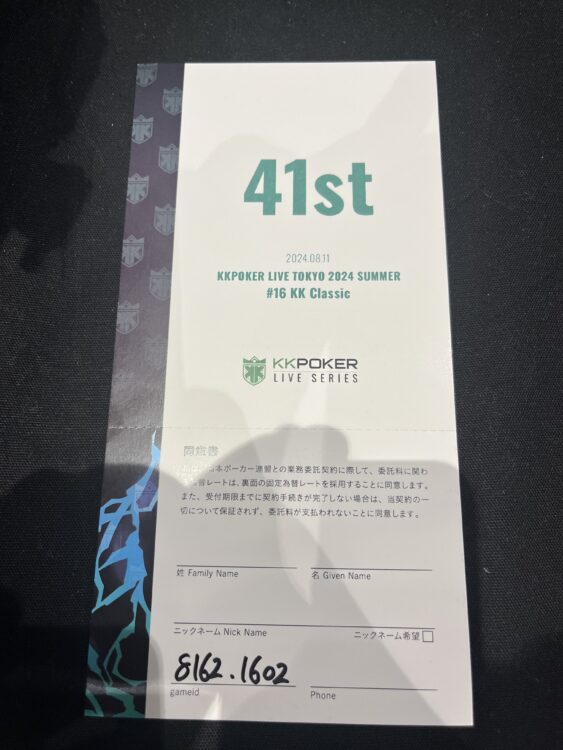 41st
2024.08.11
KKPOKER LIVE TOKYO 2024 SUMMER
#16 KK Classic
KKPOKER
LIVE SERIES
同意書
本ポーカー連盟との業務委託契約に際して、委託料に関わ
替レートは、裏面の固定為替レートを採用することに同意します。
また、受付期限までに契約手続きが完了しない場合は、当契約の一
切について保証されず、委託料が支払われないことに同意します。
姓 Family Name
名 Given Name
ニックネーム Nick Name
ニックネーム希望
8162.1602
gameid
Phone